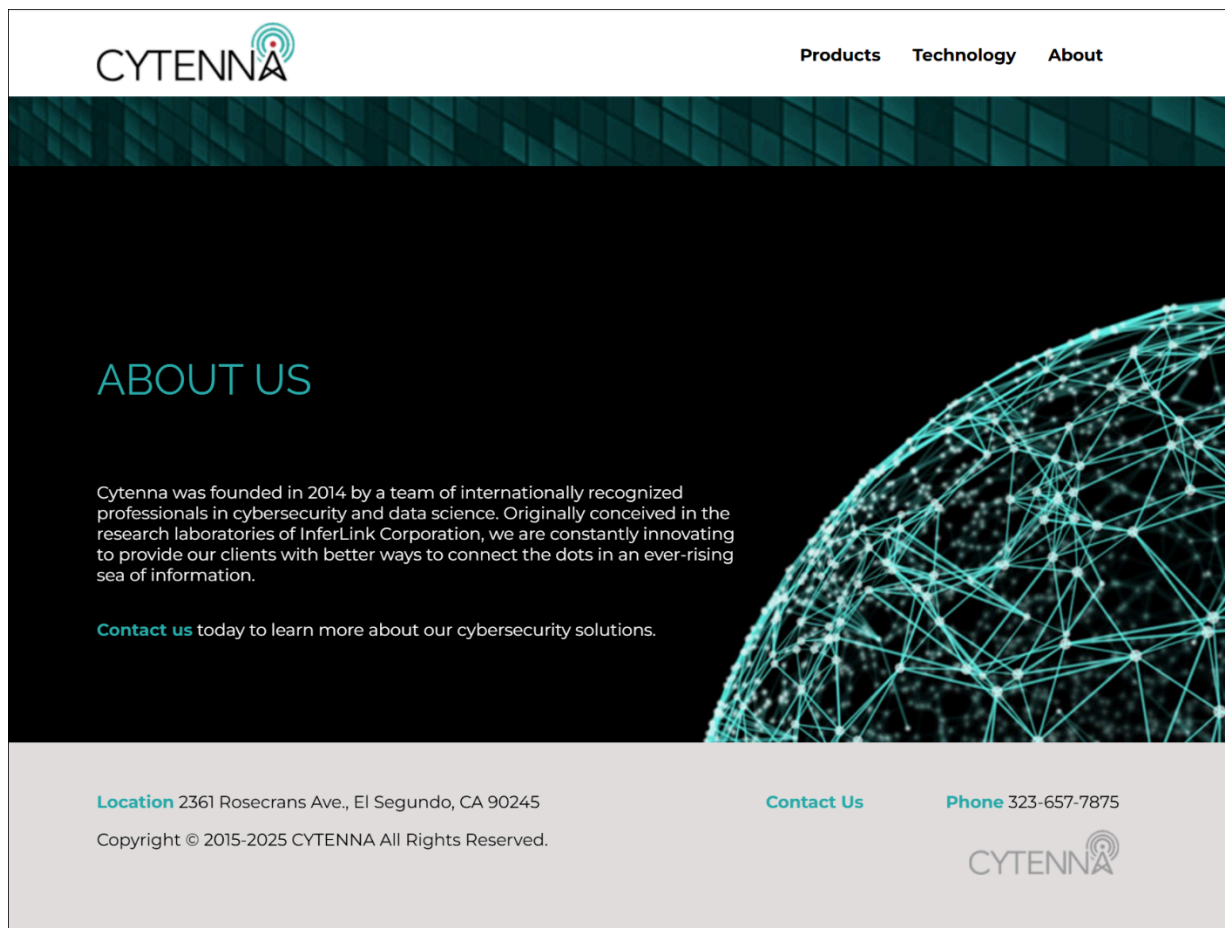 CYTENNA
Products Technology About
ABOUT US
Cytenna was founded in 2014 by a team of internationally recognized
professionals in cybersecurity and data science. Originally conceived in the
research laboratories of InferLink Corporation, we are constantly innovating
to provide our clients with better ways to connect the dots in an ever-rising
sea of information.
Contact us today to learn more about our cybersecurity solutions.
Location 2361 Rosecrans Ave., El Segundo, CA 90245
Contact Us
Phone 323-657-7875
Copyright © 2015-2025 CYTENNA All Rights Reserved.
CYTENNA